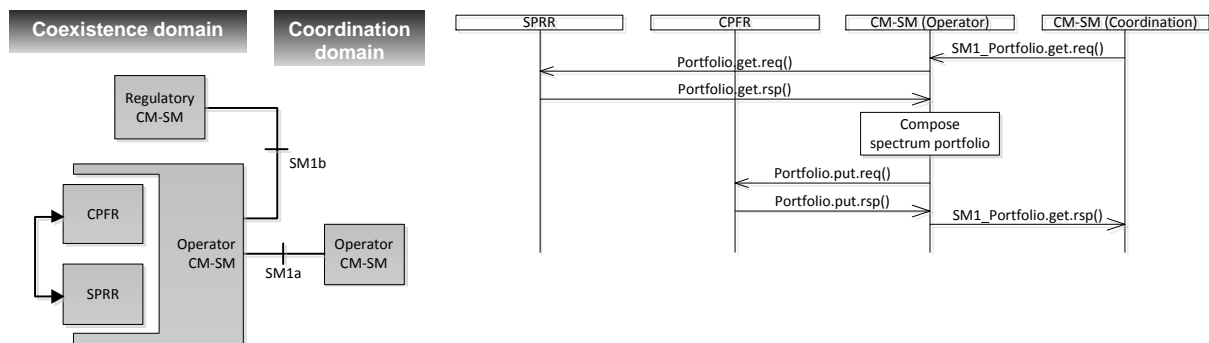 Coexistence domain
Coordination
domain
Regulatory
CM-SM
SM1b
CPFR
Operator
CM-SM
SM1a
Operator
CM-SM
SPRR
SPRR
CPFR
CM-SM (Operator)
CM-SM (Coordination)
SM1_Portfolio.get.req()
Portfolio.get.req()
Portfolio.get.rsp()
Compose
spectrum portfolio
Portfolio.put.req()
Portfolio.put.rsp()
SM1_Portfolio.get.rsp()